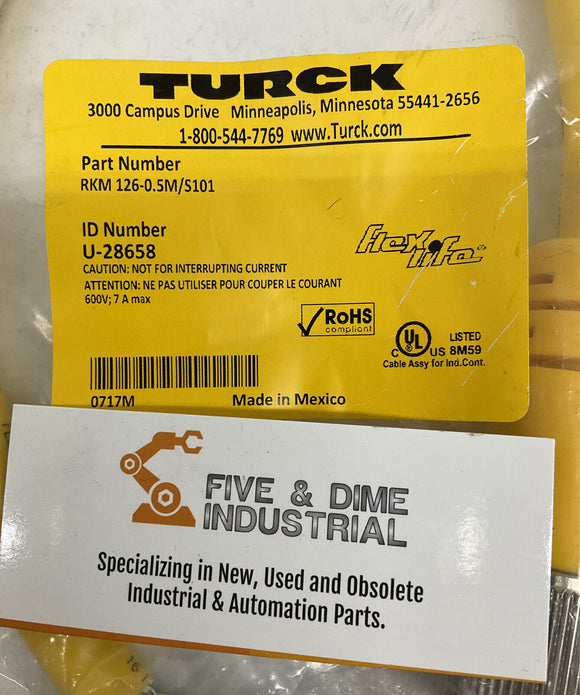 TURCK
3000 Campus Drive Minneapolis, Minnesota 55441-2656
1-800-544-7769 www.Turck.com
Part Number
RKM 126-0.5M/S101
ID Number
U-28658
flexlife
CAUTION: NOT FOR INTERRUPTING CURRENT
ATTENTION: NE PAS UTILISER POUR COUPER LE COURANT
600V; 7 A max
RoHS
compliant
C UL US LISTED
8M59
Cable Assy for Ind.Cont.
0717M Made in Mexico
FIVE & DIME
INDUSTRIAL
Specializing in New, Used and Obsolete
Industrial & Automation Parts.